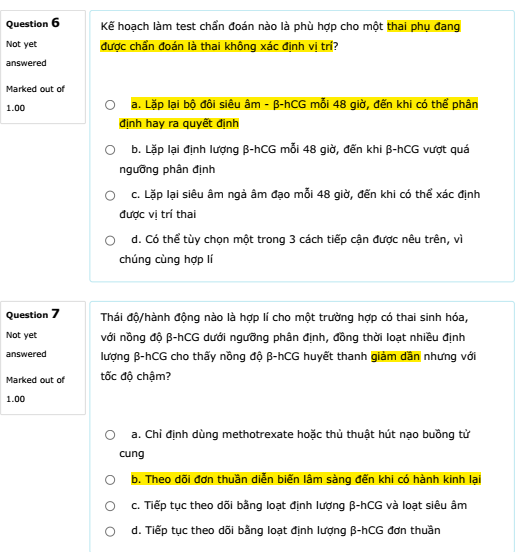 Question 6
Not yet
answered
Marked out of
1.00
Kế hoạch làm test chẩn đoán nào là phù hợp cho một thai phụ đang
được chẩn đoán là thai không xác định vị trí?
a. Lặp lại bộ đôi siêu âm - β-hCG mỗi 48 giờ, đến khi có thể phân
định hay ra quyết định
b. Lặp lại định lượng β-hCG mỗi 48 giờ, đến khi β-hCG vượt quá
ngưỡng phân định
c. Lặp lại siêu âm ngả âm đạo mỗi 48 giờ, đến khi có thể xác định
được vị trí thai
d. Có thể tùy chọn một trong 3 cách tiếp cận được nêu trên, vì
chúng cùng hợp lí
Question 7
Not yet
answered
Marked out of
1.00
Thái độ/hành động nào là hợp lí cho một trường hợp có thai sinh hóa,
với nồng độ β-hCG dưới ngưỡng phân định, đồng thời loạt nhiều định
lượng β-hCG cho thấy nồng độ β-hCG huyết thanh giảm dần nhưng với
tốc độ chậm?
a. Chỉ định dùng methotrexate hoặc thủ thuật hút nạo buồng tử
cung
b. Theo dõi đơn thuần diễn biến lâm sàng đến khi có hành kinh lại
c. Tiếp tục theo dõi bằng loạt định lượng β-hCG và loạt siêu âm
d. Tiếp tục theo dõi bằng loạt định lượng β-hCG đơn thuần